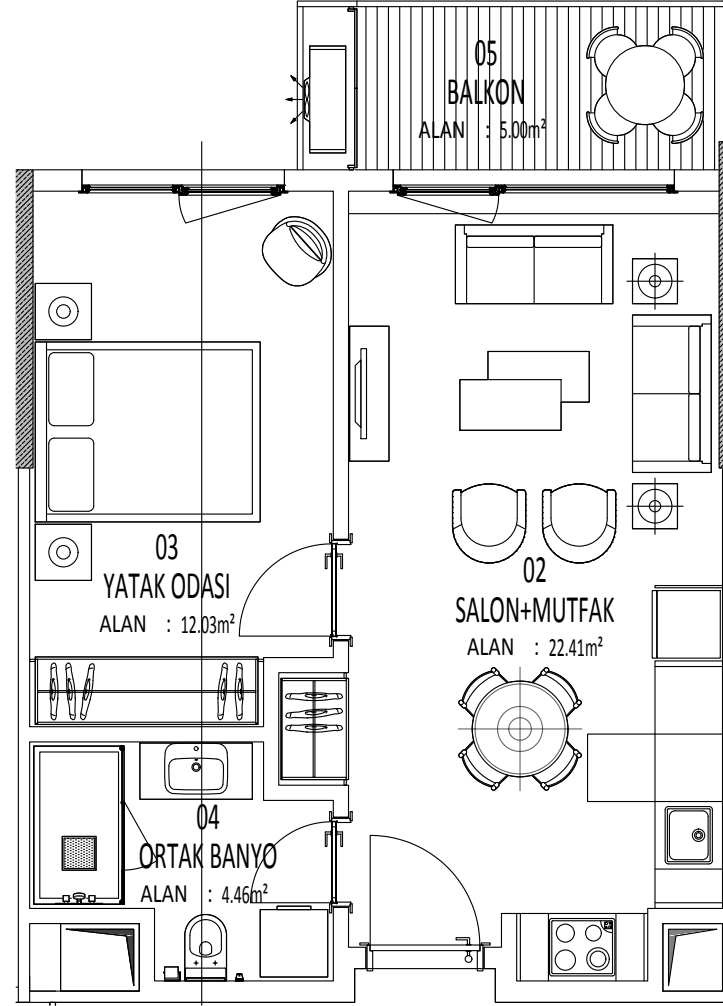 05
BALKON
ALAN : 5.00m²
03
YATAK ODASI
ALAN : 12.03m²
02
SALON+MUTFAK
ALAN : 22.41m²
04
ORTAK BANYO
ALAN : 4.46m²